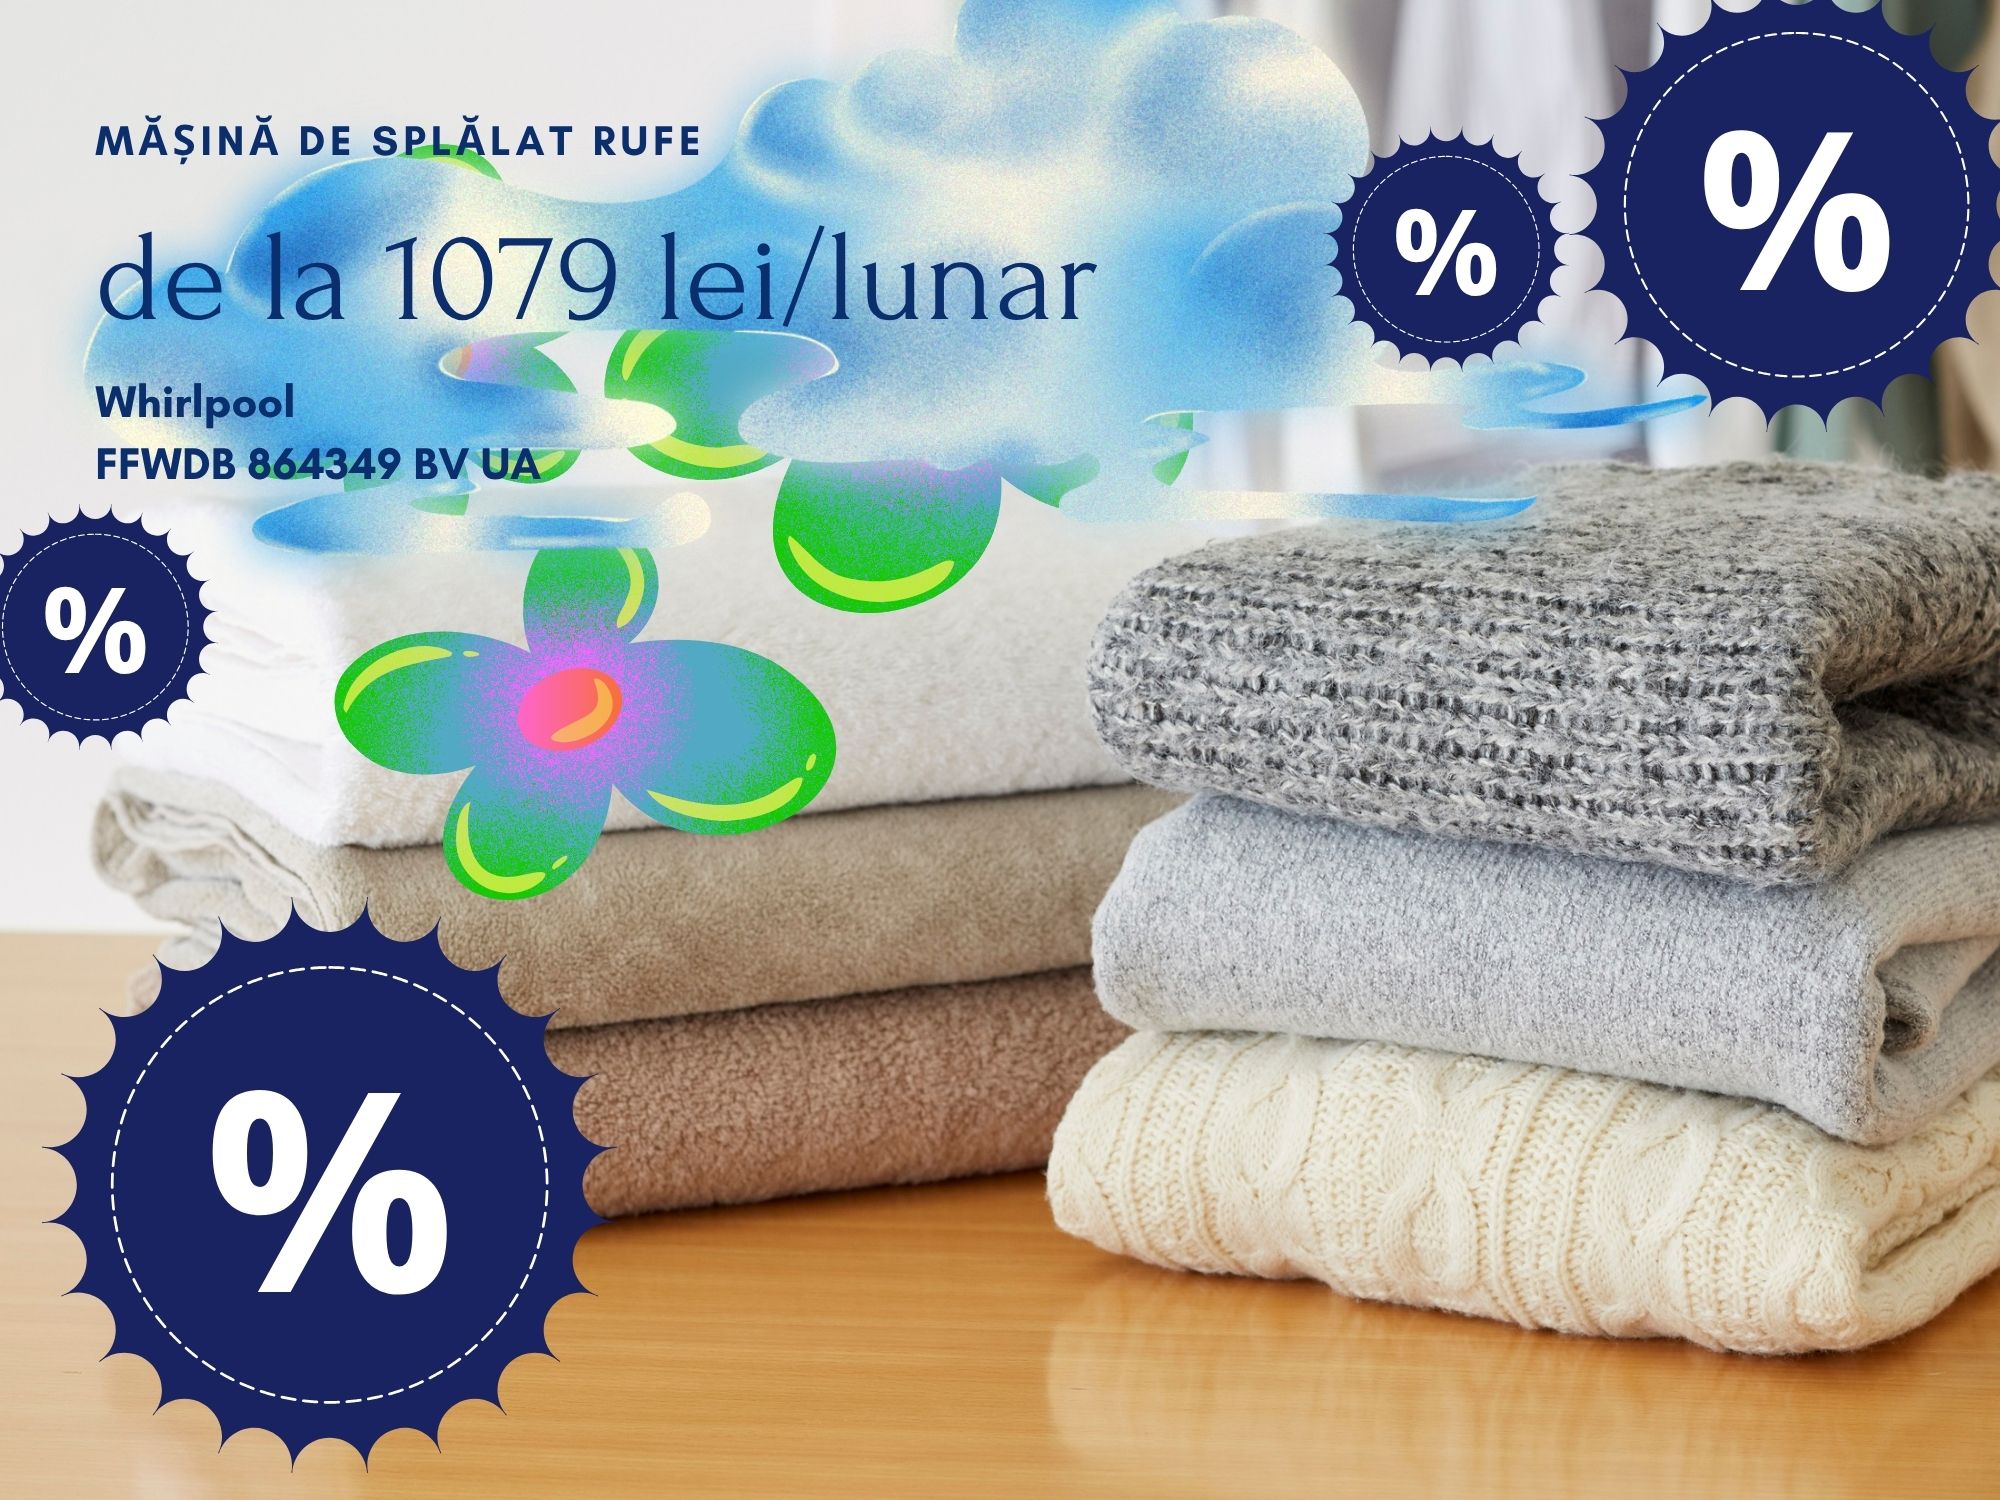 MĂȘINĂ DE SPLĂLAT RUFE
de la 1079 lei/lunar
Whirlpool
FFWDB 864349 BV UA
%
%
%
%